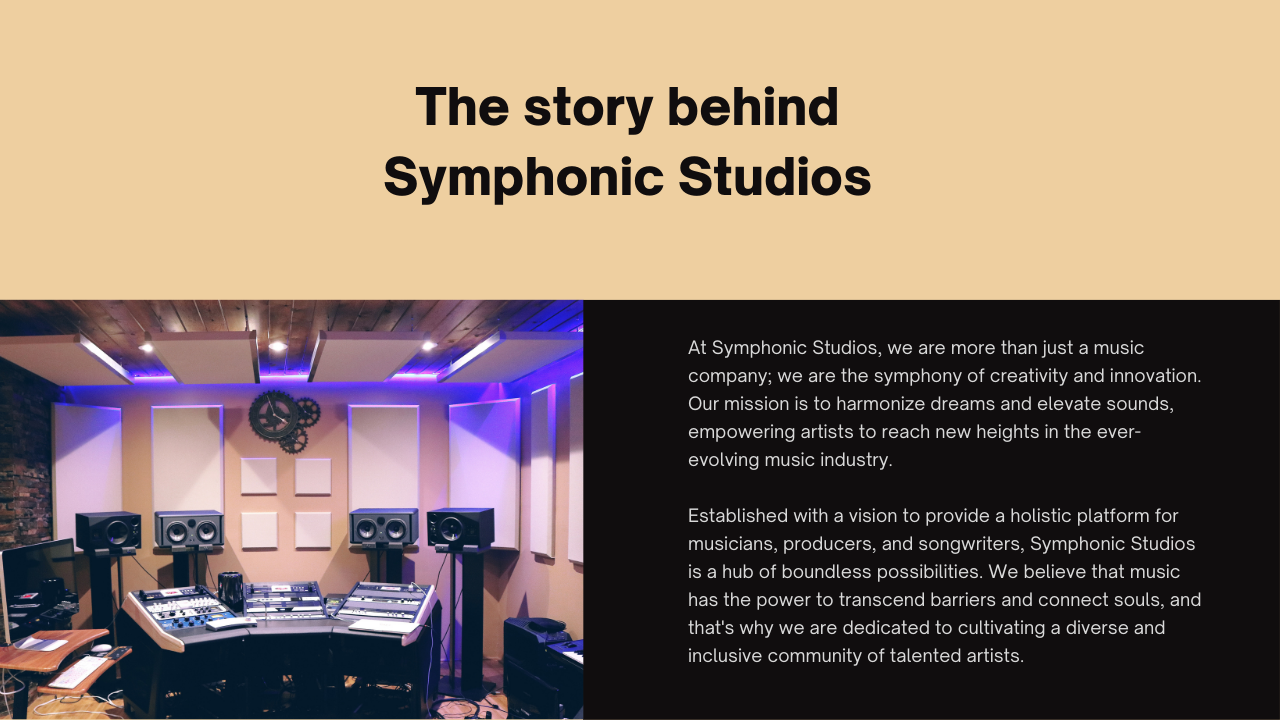 The story behind
Symphonic Studios
At Symphonic Studios, we are more than just a music
company; we are the symphony of creativity and innovation.
Our mission is to harmonize dreams and elevate sounds,
empowering artists to reach new heights in the ever-
evolving music industry.
Established with a vision to provide a holistic platform for
musicians, producers, and songwriters, Symphonic Studios
is a hub of boundless possibilities. We believe that music
has the power to transcend barriers and connect souls, and
that's why we are dedicated to cultivating a diverse and
inclusive community of talented artists.